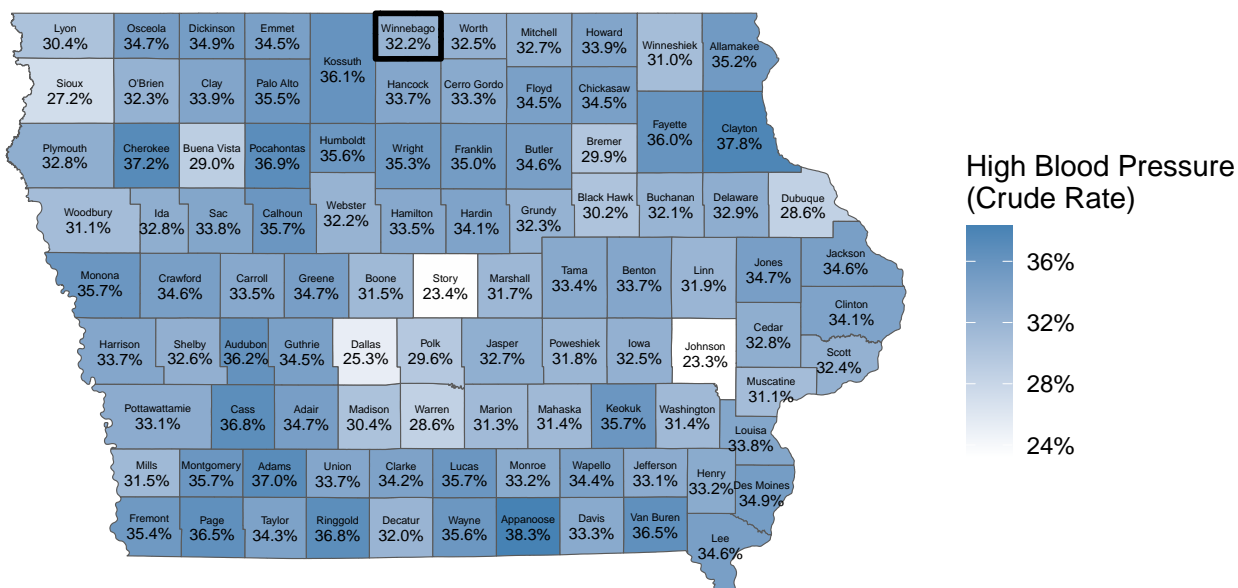 Lyon
30.4%
Osceola
34.7%
Dickinson
34.9%
Emmet
34.5%
Kossuth
36.1%
Winnebago
32.2%
Worth
32.5%
Mitchell
32.7%
Howard
33.9%
Winneshiek
31.0%
Allamakee
35.2%
Sioux
27.2%
O'Brien
32.3%
Clay
33.9%
Palo Alto
35.5%
Hancock
33.7%
Cerro Gordo
33.3%
Floyd
34.5%
Chickasaw
34.5%
Fayette
36.0%
Clayton
37.8%
Plymouth
32.8%
Cherokee
37.2%
Buena Vista
29.0%
Pocahontas
36.9%
Humboldt
35.6%
Wright
35.3%
Franklin
35.0%
Butler
34.6%
Bremer
29.9%
Woodbury
31.1%
Ida
32.8%
Sac
33.8%
Calhoun
35.7%
Webster
32.2%
Hamilton
33.5%
Hardin
34.1%
Grundy
32.3%
Black Hawk
30.2%
Buchanan
32.1%
Delaware
32.9%
Dubuque
28.6%
Monona
35.7%
Crawford
34.6%
Carroll
33.5%
Greene
34.7%
Boone
31.5%
Story
23.4%
Marshall
31.7%
Tama
33.4%
Benton
33.7%
Linn
31.9%
Jones
34.7%
Jackson
34.6%
Clinton
34.1%
Harrison
33.7%
Shelby
32.6%
Audubon
36.2%
Guthrie
34.5%
Dallas
25.3%
Polk
29.6%
Jasper
32.7%
Poweshiek
31.8%
Iowa
32.5%
Johnson
23.3%
Cedar
32.8%
Scott
32.4%
Muscatine
31.1%
Pottawattamie
33.1%
Cass
36.8%
Adair
34.7%
Madison
30.4%
Warren
28.6%
Marion
31.3%
Mahaska
31.4%
Keokuk
35.7%
Washington
31.4%
Louisa
33.8%
Mills
31.5%
Montgomery
35.7%
Adams
37.0%
Union
33.7%
Clarke
34.2%
Lucas
35.7%
Monroe
33.2%
Wapello
34.4%
Jefferson
33.1%
Henry
33.2%
Des Moines
34.9%
Fremont
35.4%
Page
36.5%
Taylor
34.3%
Ringgold
36.8%
Decatur
32.0%
Wayne
35.6%
Appanoose
38.3%
Davis
33.3%
Van Buren
36.5%
Lee
34.6%
High Blood Pressure
(Crude Rate)
36%
32%
28%
24%